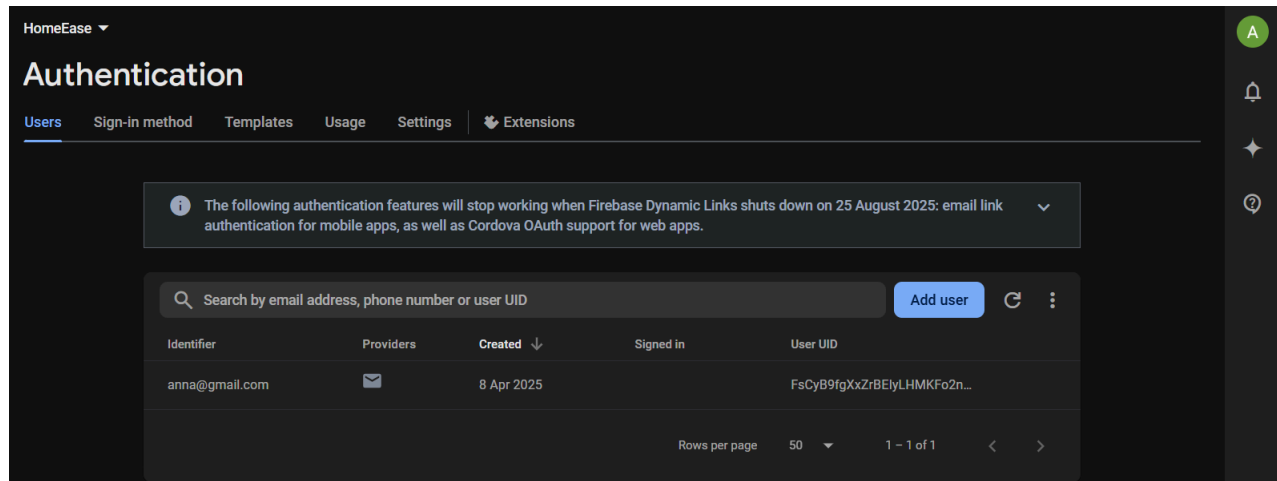 HomeEase
A
Authentication
Users Sign-in method Templates Usage Settings Extensions
The following authentication features will stop working when Firebase Dynamic Links shuts down on 25 August 2025: email link
authentication for mobile apps, as well as Cordova OAuth support for web apps.
Search by email address, phone number or user UID Add user
Identifier Providers Created Signed in User UID
anna@gmail.com 8 Apr 2025 FsCyB9fgXxZrBEIyLHMKFo2n...
Rows per page 50 1 – 1 of 1